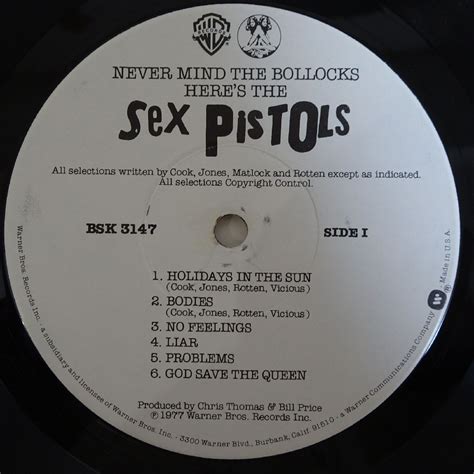 WB
RECORDS
NEVER MIND THE BOLLOCKS
HERE'S THE
SEX PISTOLS
All selections written by Cook, Jones, Matlock and Rotten except as indicated.
All selections Copyright Control.
BSK 3147
SIDE I
1. HOLIDAYS IN THE SUN
(Cook, Jones, Rotten, Vicious)
2. BODIES
(Cook, Jones, Rotten, Vicious)
3. NO FEELINGS
4. LIAR
5. PROBLEMS
6. GOD SAVE THE QUEEN
Produced by Chris Thomas & Bill Price
℗ 1977 Warner Bros. Records Inc.
Warner Bros. Records Inc. - a subsidiary and licensee of Warner Bros. Inc. - 3300 Warner Blvd., Burbank, Calif. 91510 - a Warner Communications Company
Made in U.S.A.